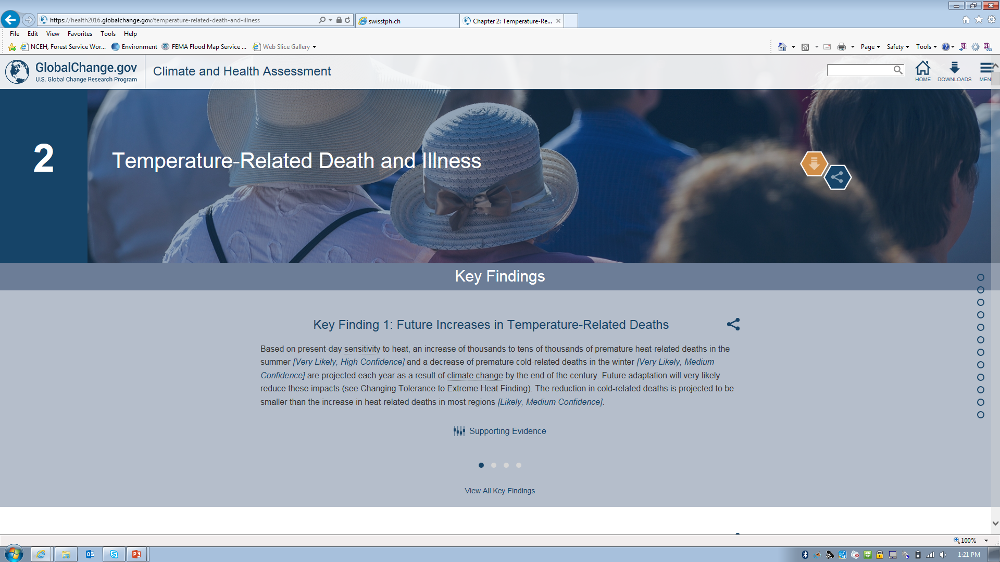 https://health2016.globalchange.gov/temperature-related-death-and-illness
swisstph.ch
Chapter 2: Temperature-Re...
File Edit View Favorites Tools Help
NCEH, Forest Service Wor... Environment FEMA Flood Map Service ... Web Slice Gallery
Page Safety Tools
GlobalChange.gov
U.S. Global Change Research Program
Climate and Health Assessment
HOME DOWNLOADS MEN
2
Temperature-Related Death and Illness
Key Findings
Key Finding 1: Future Increases in Temperature-Related Deaths
Based on present-day sensitivity to heat, an increase of thousands to tens of thousands of premature heat-related deaths in the
summer [Very Likely, High Confidence] and a decrease of premature cold-related deaths in the winter [Very Likely, Medium
Confidence] are projected each year as a result of climate change by the end of the century. Future adaptation will very likely
reduce these impacts (see Changing Tolerance to Extreme Heat Finding). The reduction in cold-related deaths is projected to be
smaller than the increase in heat-related deaths in most regions [Likely, Medium Confidence].
Supporting Evidence
View All Key Findings
100%
1:21 PM